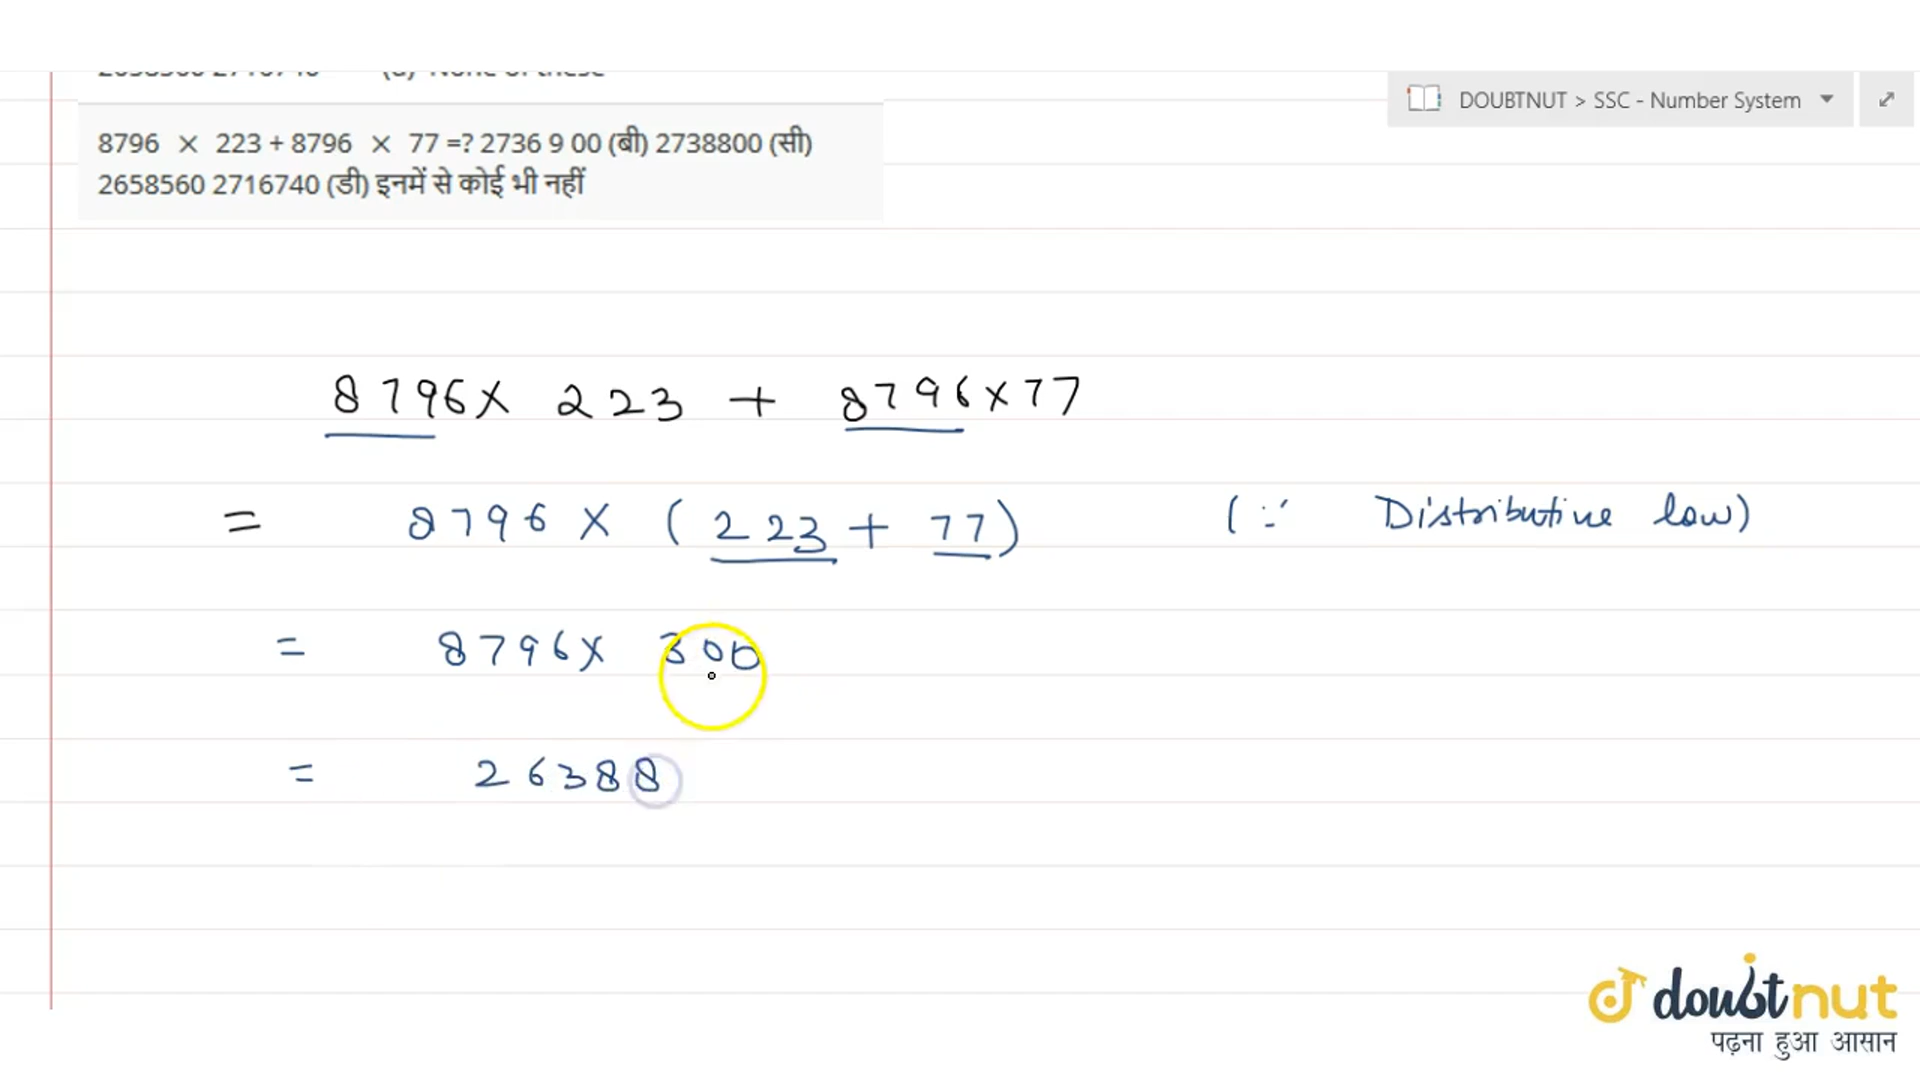 DOUBTNUT > SSC - Number System
8796 × 223 + 8796 × 77 =? 2736 9 00 (बी) 2738800 (सी)
2658560 2716740 (डी) इनमें से कोई भी नहीं
8796 X 223 + 8796 X 77
= 8796 X (223 + 77) (∵ Distributive law)
= 8796 X 300
= 26388
doubtnut
पढ़ना हुआ आसान